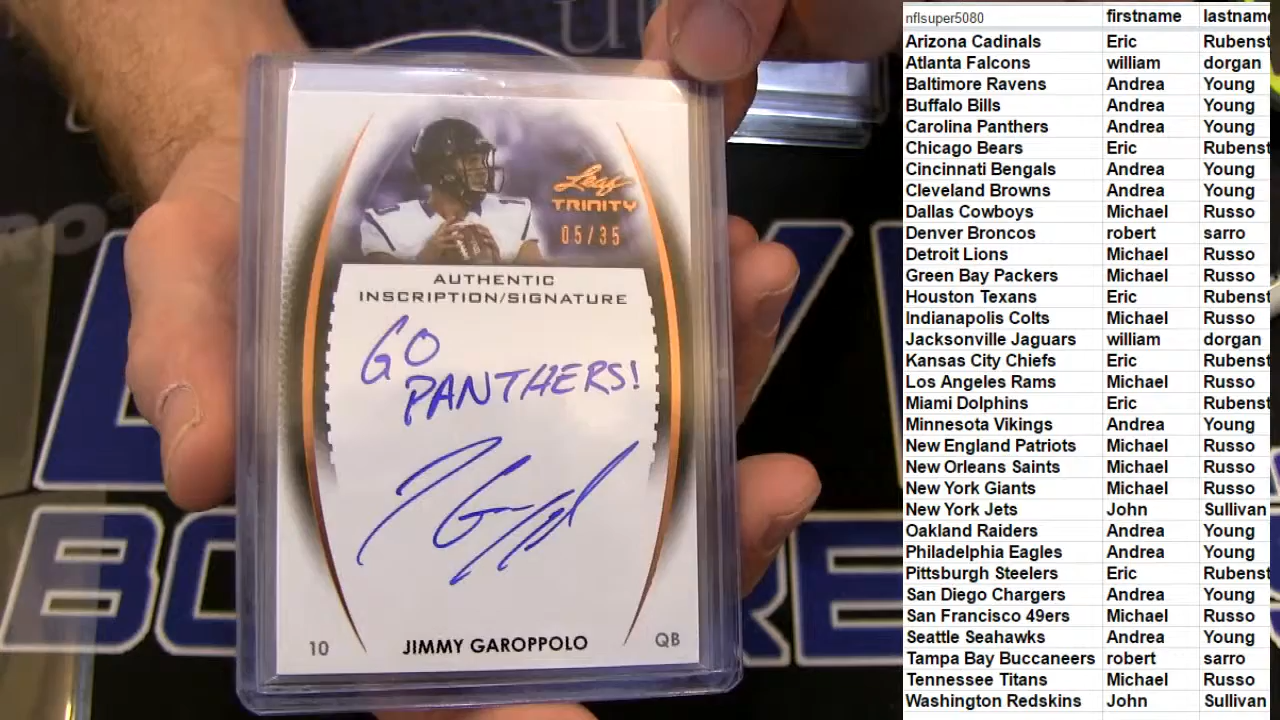 Leaf
TRINITY
05/35
AUTHENTIC
INSCRIPTION/SIGNATURE
GO
PANTHERS!
10
JIMMY GAROPPOLO
QB
nflsuper5080 firstname lastname
Arizona Cadinals Eric Rubenst
Atlanta Falcons william dorgan
Baltimore Ravens Andrea Young
Buffalo Bills Andrea Young
Carolina Panthers Andrea Young
Chicago Bears Eric Rubenst
Cincinnati Bengals Andrea Young
Cleveland Browns Andrea Young
Dallas Cowboys Michael Russo
Denver Broncos robert sarro
Detroit Lions Michael Russo
Green Bay Packers Michael Russo
Houston Texans Eric Rubenst
Indianapolis Colts Michael Russo
Jacksonville Jaguars william dorgan
Kansas City Chiefs Eric Rubenst
Los Angeles Rams Michael Russo
Miami Dolphins Eric Rubenst
Minnesota Vikings Andrea Young
New England Patriots Michael Russo
New Orleans Saints Michael Russo
New York Giants Michael Russo
New York Jets John Sullivan
Oakland Raiders Andrea Young
Philadelphia Eagles Andrea Young
Pittsburgh Steelers Eric Rubenst
San Diego Chargers Andrea Young
San Francisco 49ers Michael Russo
Seattle Seahawks Andrea Young
Tampa Bay Buccaneers robert sarro
Tennessee Titans Michael Russo
Washington Redskins John Sullivan